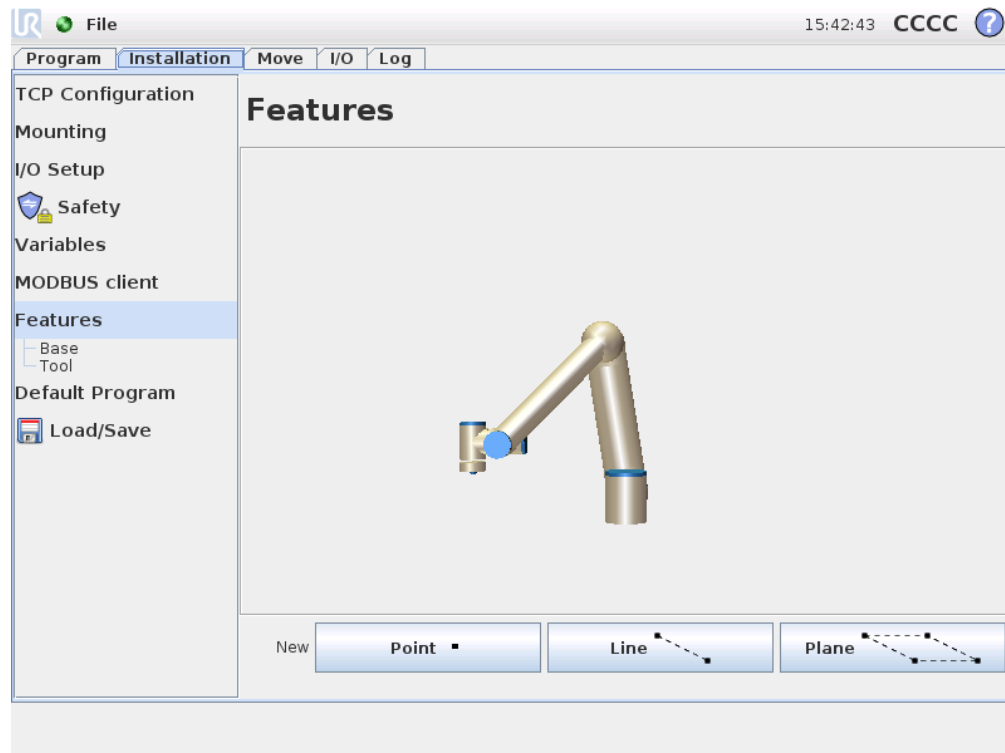 UR File 15:42:43 CCCC ?
Program Installation Move I/O Log
TCP Configuration
Mounting
I/O Setup
Safety
Variables
MODBUS client
Features
Base
Tool
Default Program
Load/Save
Features
New Point Line Plane